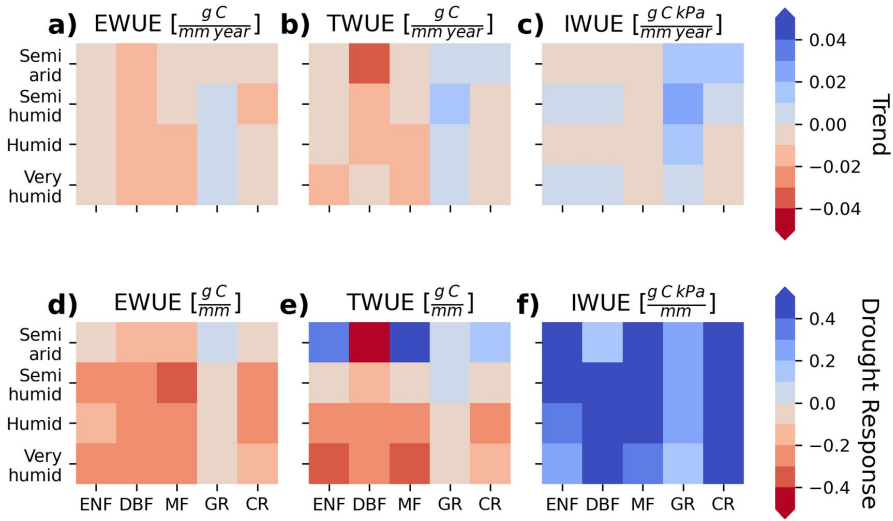 a) EWUE [g C / mm year]
b) TWUE [g C / mm year]
c) IWUE [g C kPa / mm year]
Semi
arid
Semi
humid
Humid
Very
humid
0.04
0.02
0.00
−0.02
−0.04
Trend
d) EWUE [g C / mm]
e) TWUE [g C / mm]
f) IWUE [g C kPa / mm]
Semi
arid
Semi
humid
Humid
Very
humid
ENF DBF MF GR CR
ENF DBF MF GR CR
ENF DBF MF GR CR
0.4
0.2
0.0
−0.2
−0.4
Drought Response